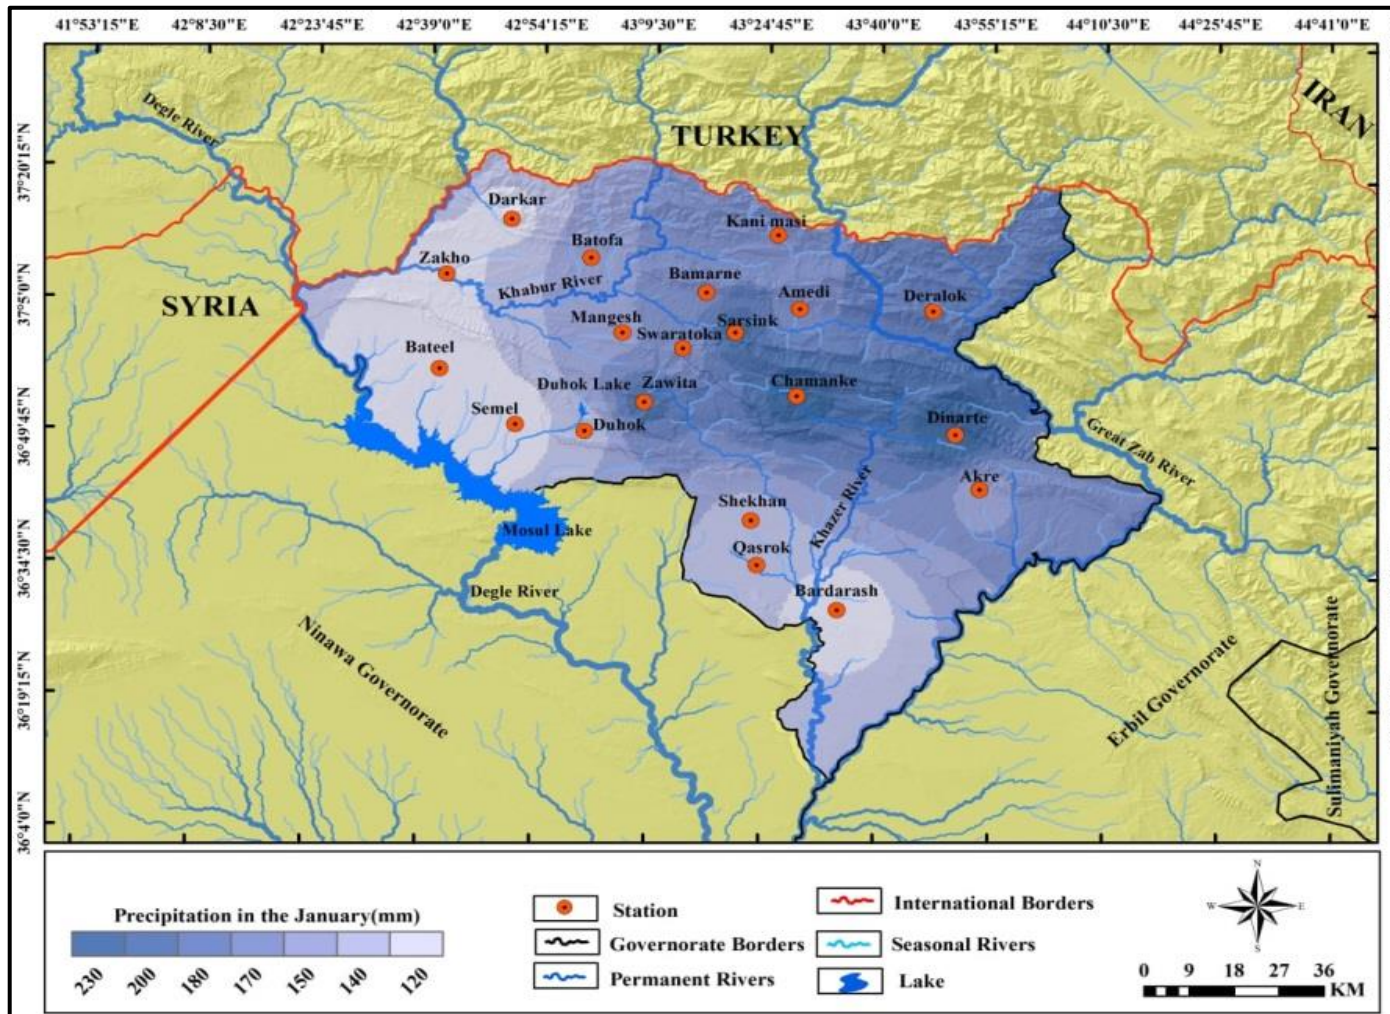 41°53'15"E 42°8'30"E 42°23'45"E 42°39'0"E 42°54'15"E 43°9'30"E 43°24'45"E 43°40'0"E 43°55'15"E 44°10'30"E 44°25'45"E 44°41'0"E
37°20'15"N
37°5'0"N
36°49'45"N
36°34'30"N
36°19'15"N
36°4'0"N
IRAN
Degle River
TURKEY
Darkar
Kani masi
Batofa
Zakho
Bamarne
Khabur River
Amedi
Deralok
SYRIA
Mangesh
Sarsink
Swaratoka
Bateel
Duhok Lake
Zawita
Chamanke
Semel
Duhok
Dinarte
Great Zab River
Akre
Shekhan
Khazer River
Mosul Lake
Qasrok
Degle River
Bardarash
Ninawa Governorate
Erbil Governorate
Sulimaniyah Governorate
Precipitation in the January(mm)
230 200 180 170 150 140 120
Station
Governorate Borders
Permanent Rivers
International Borders
Seasonal Rivers
Lake
N
W E
S
0 9 18 27 36
KM